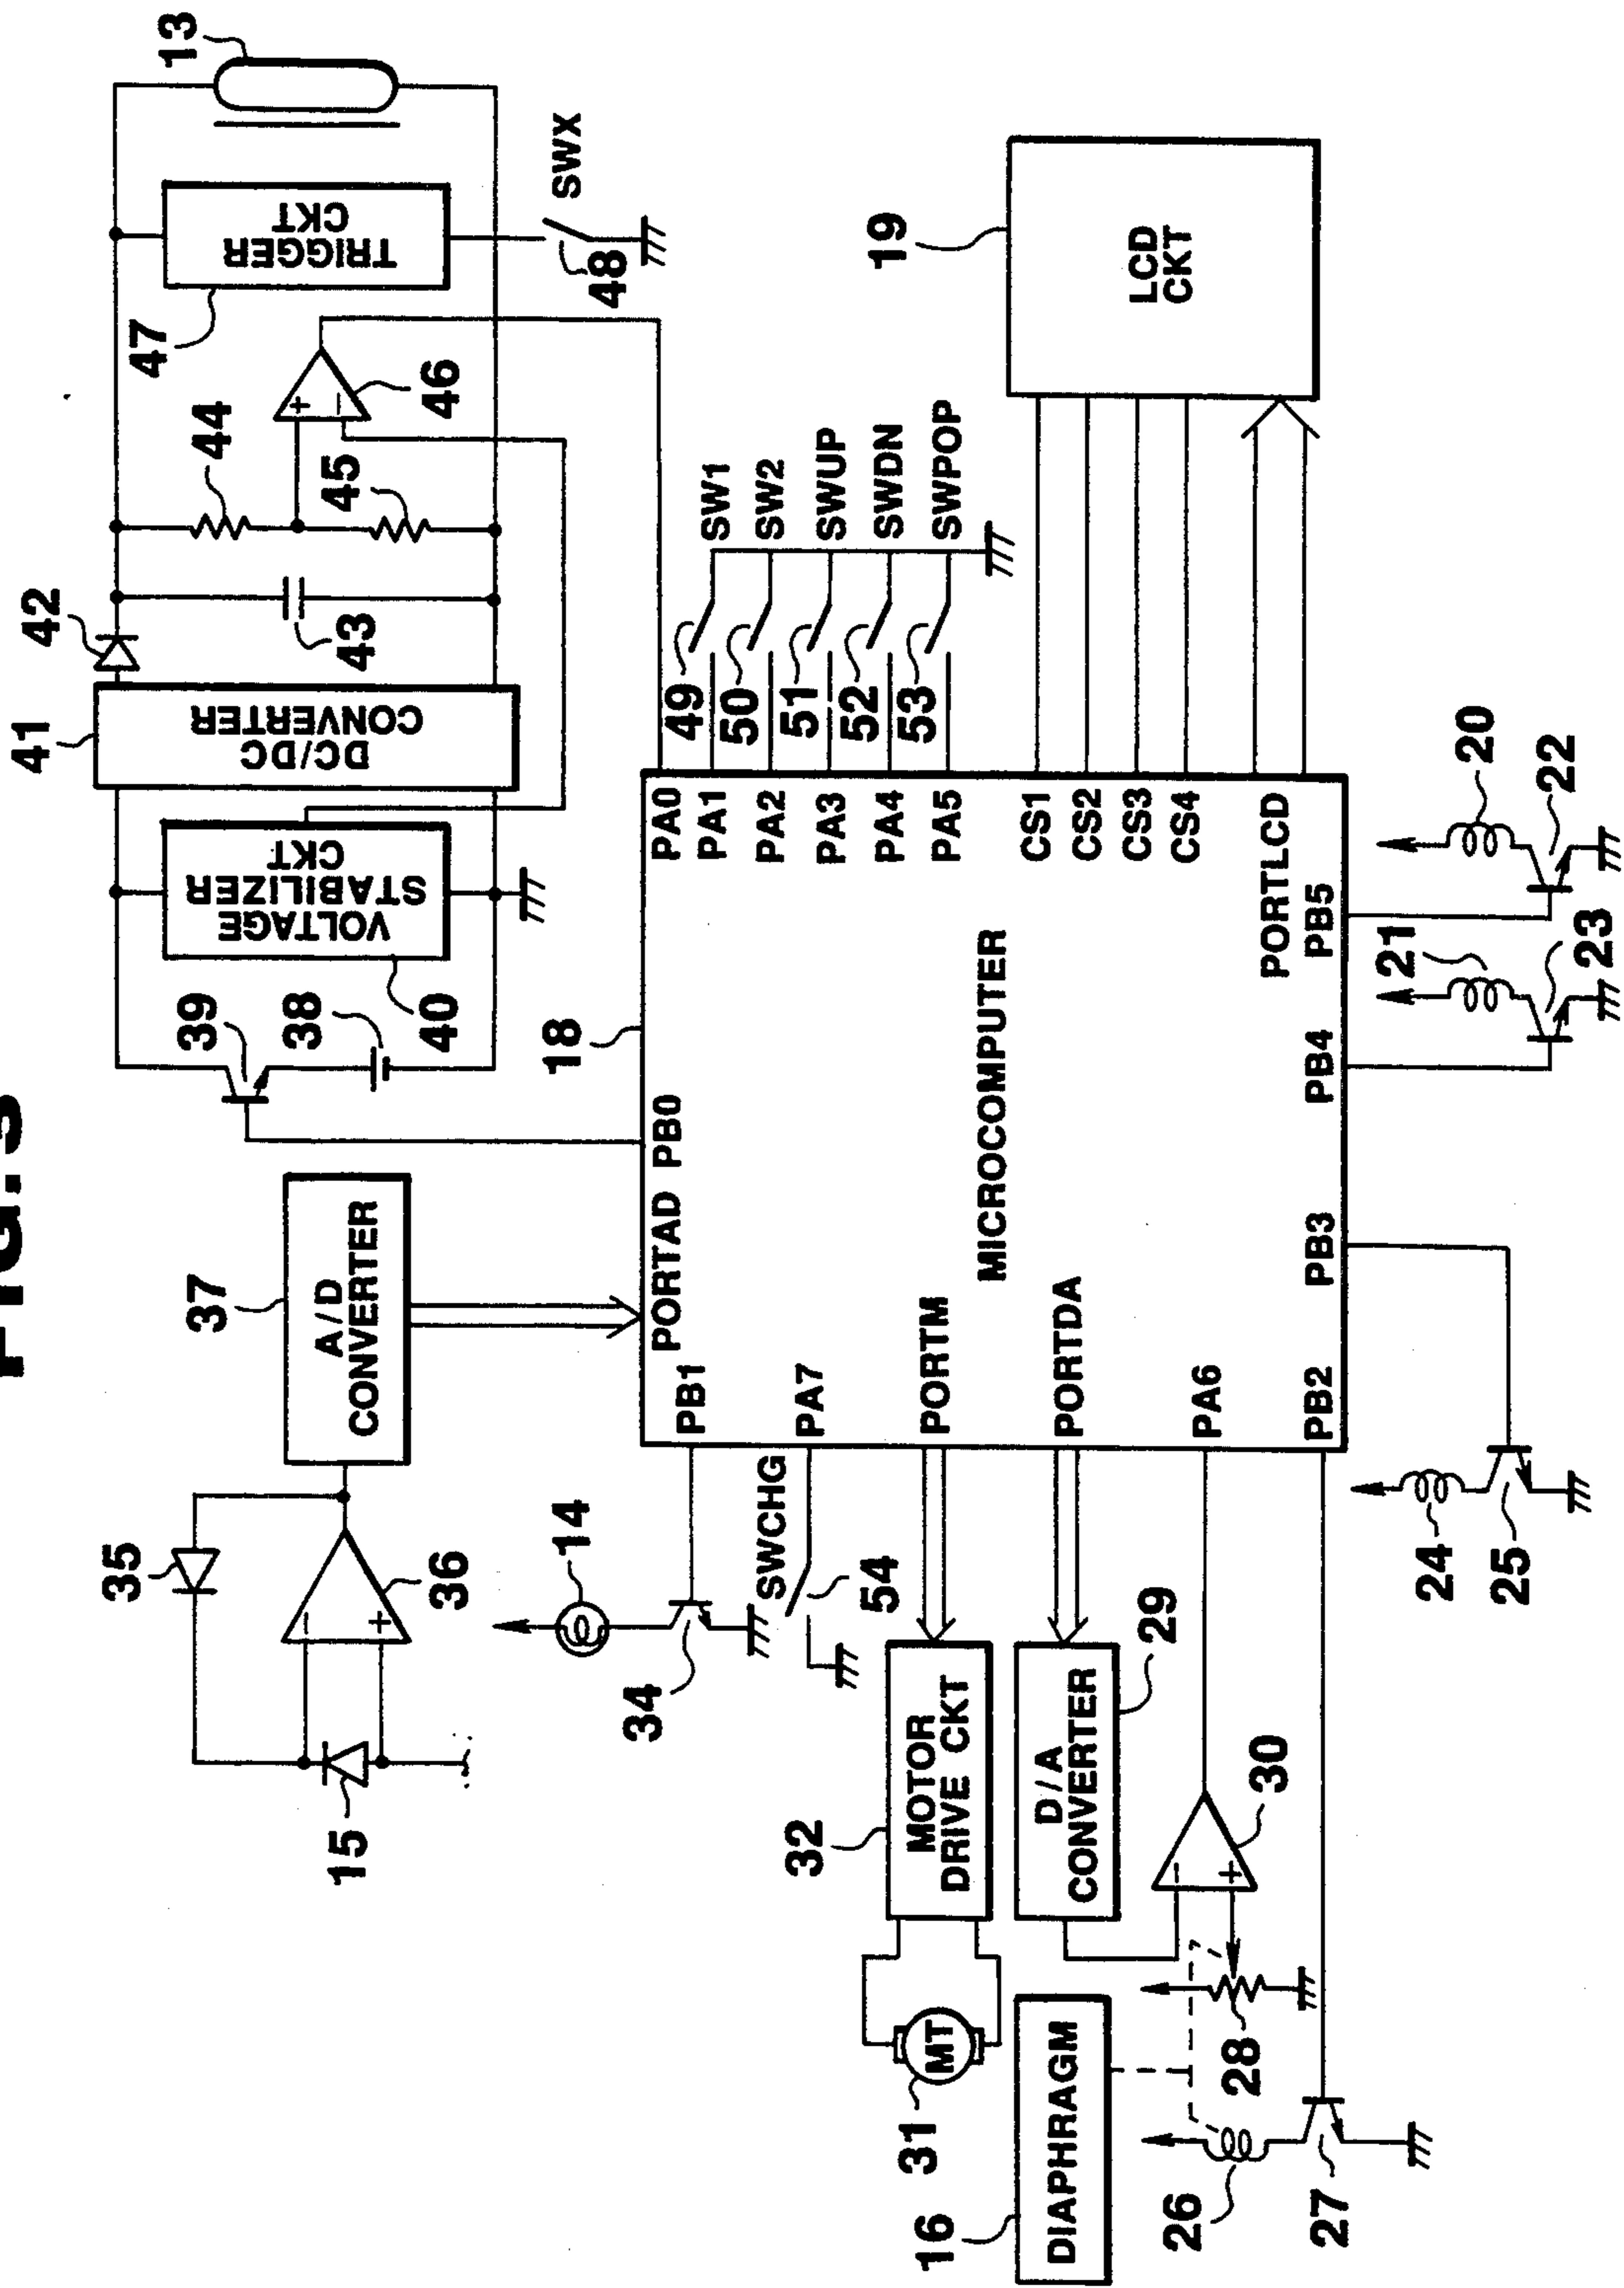 FIG.3
15
35
36
37
A/D
CONVERTER
39
38
40
VOLTAGE
STABILIZER
CKT
41
DC/DC
CONVERTER
42
43
44
45
46
47
TRIGGER
CKT
13
48
SWX
14
34
SWCHG
54
18
MICROCOMPUTER
PORTAD
PB0
PA0
PA1
PA2
PA3
PA4
PA5
CS1
CS2
CS3
CS4
PORTLCD
PB1
PA7
PORTM
PORTDA
PA6
PB2
PB3
PB4
PB5
49
SW1
50
SW2
51
SWUP
52
SWDN
53
SWPOP
19
LCD
CKT
31
MT
32
MOTOR
DRIVE CKT
16
DIAPHRAGM
D/A
CONVERTER
29
30
28
26
27
24
25
21
23
20
22